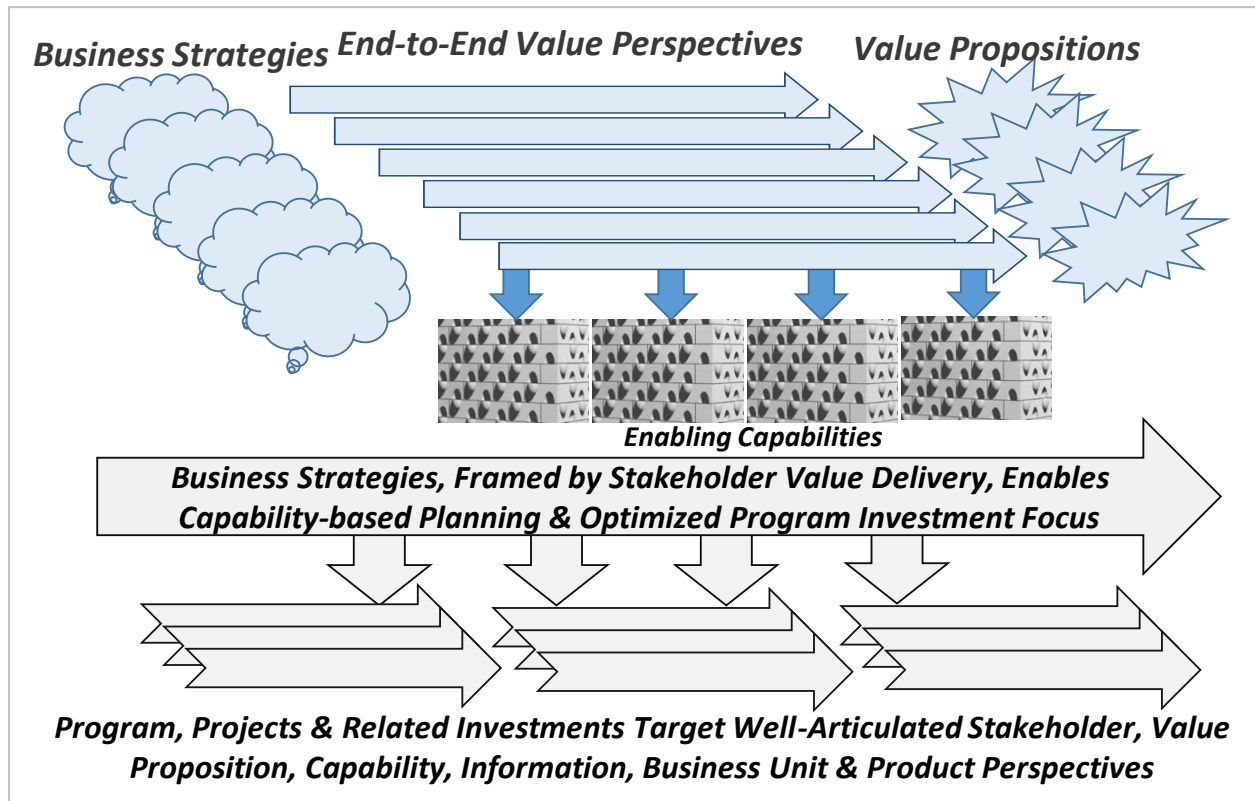 Business Strategies
End-to-End Value Perspectives
Value Propositions
Enabling Capabilities
Business Strategies, Framed by Stakeholder Value Delivery, Enables
Capability-based Planning & Optimized Program Investment Focus
Program, Projects & Related Investments Target Well-Articulated Stakeholder, Value
Proposition, Capability, Information, Business Unit & Product Perspectives